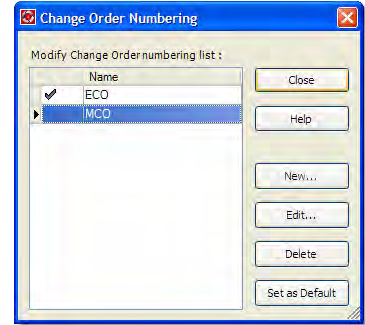 Change Order Numbering
Modify Change Order numbering list :
Name
ECO
MCO
Close
Help
New...
Edit...
Delete
Set as Default